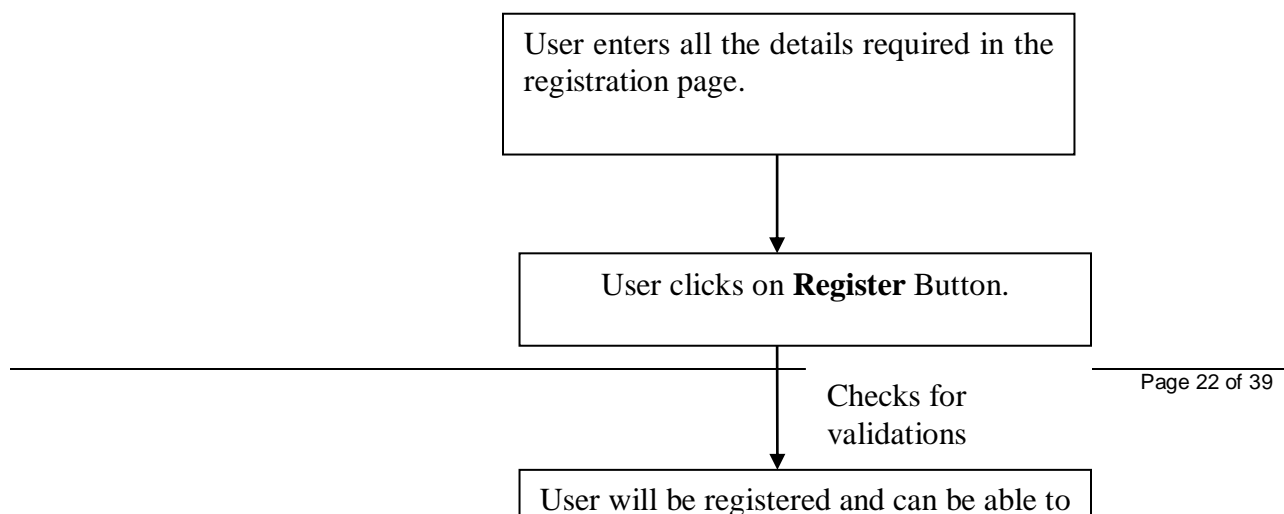 User enters all the details required in the
registration page.
User clicks on Register Button.
Page 22 of 39
Checks for
validations
User will be registered and can be able to